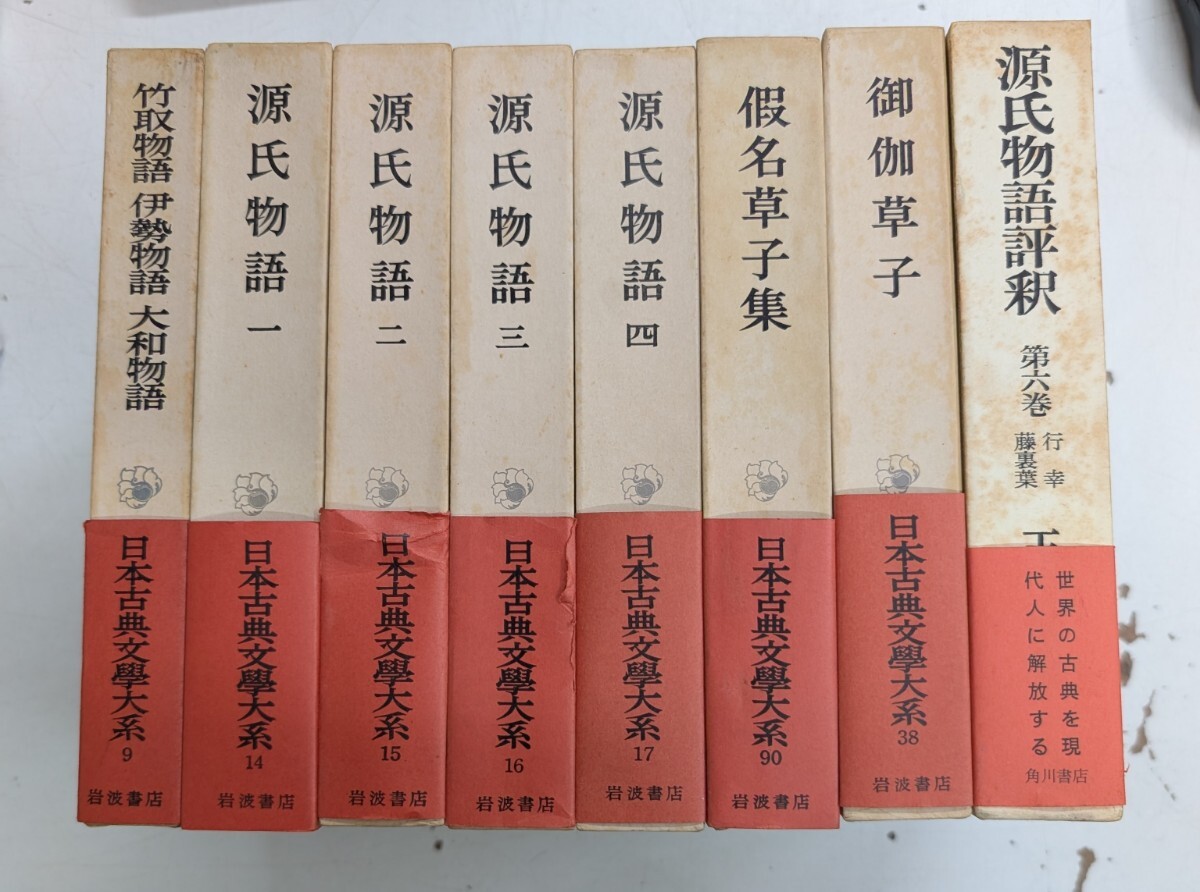 竹取物語 伊勢物語 大和物語
日本古典文學大系
9
岩波書店
源氏物語 一
日本古典文學大系
14
岩波書店
源氏物語 二
日本古典文學大系
15
岩波書店
源氏物語 三
日本古典文學大系
16
岩波書店
源氏物語 四
日本古典文學大系
17
岩波書店
假名草子集
日本古典文學大系
90
岩波書店
御伽草子
日本古典文學大系
38
岩波書店
源氏物語評釈 第六巻
行幸
藤裏葉
世界の古典を現
代人に解放する
角川書店